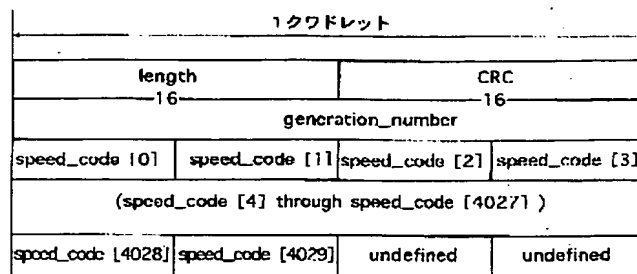 1クワドレット
length CRC
16 16
generation_number
speed_code [0] speed_code [1] speed_code [2] speed_code [3]
(speed_code [4] through speed_code [4027] )
speed_code [4028] speed_code [4029] undefined undefined